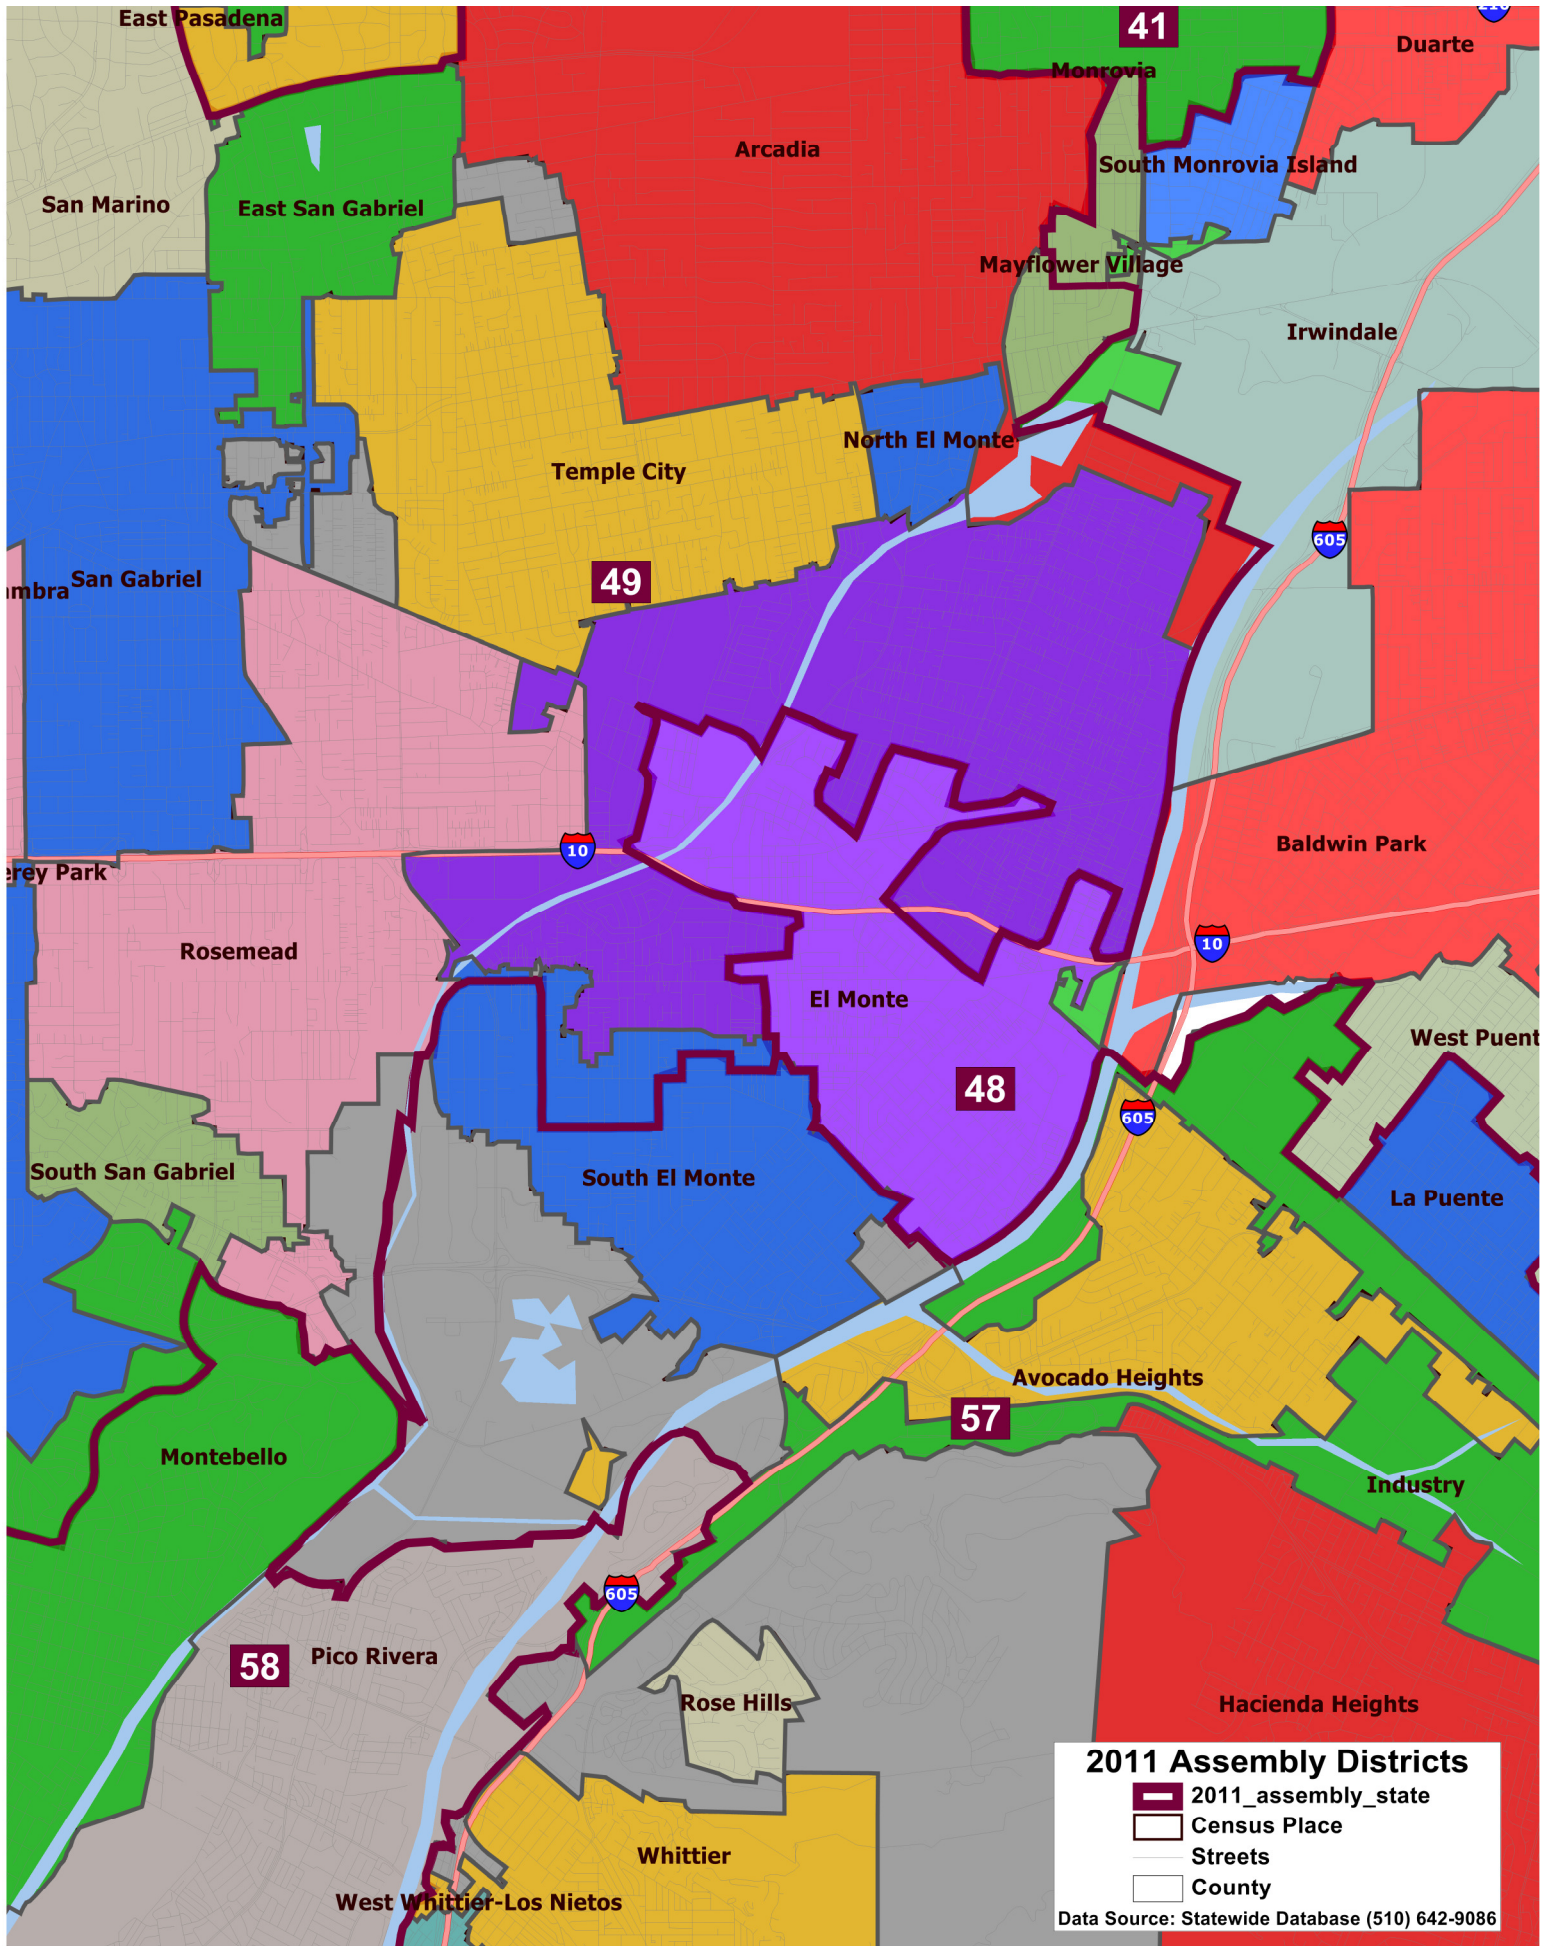 East Pasadena
41
210
Duarte
Monrovia
Arcadia
South Monrovia Island
San Marino
East San Gabriel
Mayflower Village
Irwindale
North El Monte
Temple City
605
San Gabriel
49
mbra
Baldwin Park
10
erey Park
Rosemead
10
El Monte
West Puent
48
605
South San Gabriel
South El Monte
La Puente
Avocado Heights
57
Montebello
Industry
605
58
Pico Rivera
Rose Hills
Hacienda Heights
Whittier
West Whittier-Los Nietos
2011 Assembly Districts
2011_assembly_state
Census Place
Streets
County
Data Source: Statewide Database (510) 642-9086